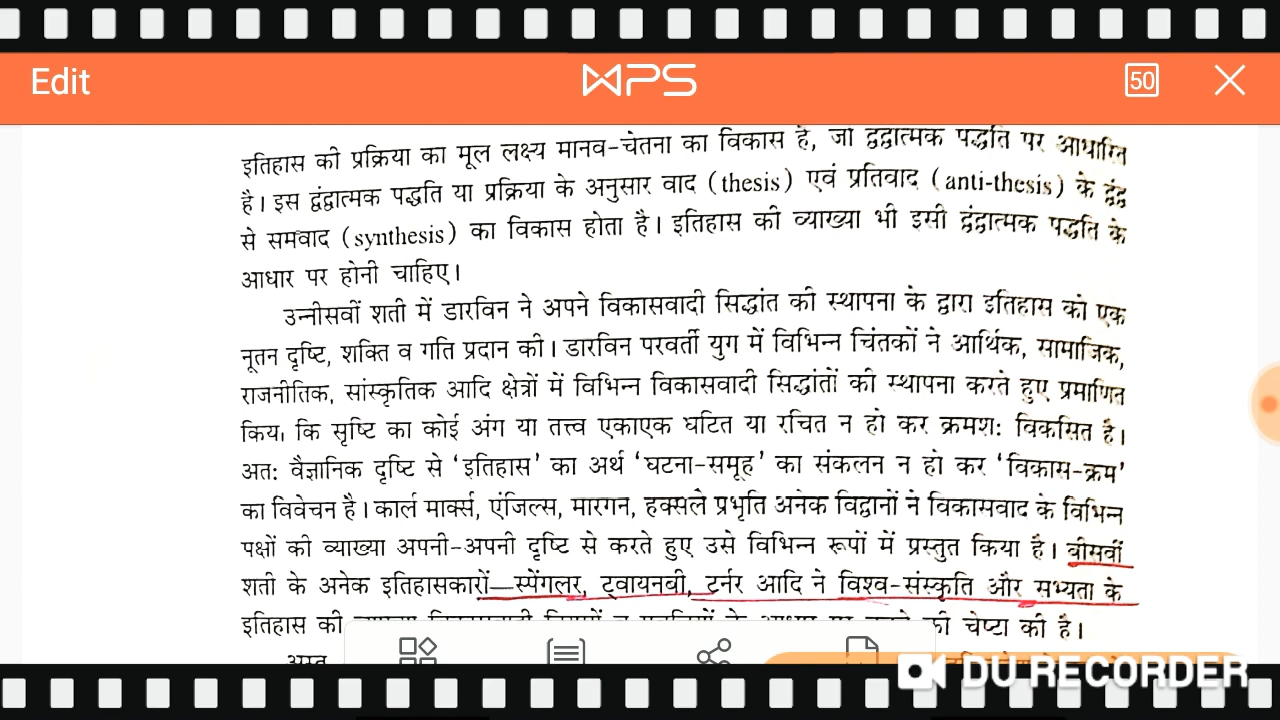 Edit
WPS
50
इतिहास की प्रक्रिया का मूल लक्ष्य मानव-चेतना का विकास है, जो द्वंद्वात्मक पद्धति पर आधारित
है। इस द्वंद्वात्मक पद्धति या प्रक्रिया के अनुसार वाद (thesis) एवं प्रतिवाद (anti-thesis) के द्वंद्व
से समवाद (synthesis) का विकास होता है। इतिहास की व्याख्या भी इसी द्वंद्वात्मक पद्धति के
आधार पर होनी चाहिए।
उन्नीसवीं शती में डारविन ने अपने विकासवादी सिद्धांत की स्थापना के द्वारा इतिहास को एक
नूतन दृष्टि, शक्ति व गति प्रदान की। डारविन परवर्ती युग में विभिन्न चिंतकों ने आर्थिक, सामाजिक,
राजनीतिक, सांस्कृतिक आदि क्षेत्रों में विभिन्न विकासवादी सिद्धांतों की स्थापना करते हुए प्रमाणित
किया कि सृष्टि का कोई अंग या तत्त्व एकाएक घटित या रचित न हो कर क्रमश: विकसित है।
अत: वैज्ञानिक दृष्टि से 'इतिहास' का अर्थ 'घटना-समूह' का संकलन न हो कर 'विकास-क्रम'
का विवेचन है। कार्ल मार्क्स, एंजिल्स, मारगन, हक्सले प्रभृति अनेक विद्वानों ने विकासवाद के विभिन्न
पक्षों की व्याख्या अपनी-अपनी दृष्टि से करते हुए उसे विभिन्न रूपों में प्रस्तुत किया है। बीसवीं
शती के अनेक इतिहासकारों—स्पेंगलर, ट्वायनबी, टर्नर आदि ने विश्व-संस्कृति और सभ्यता के
इतिहास की की चेष्टा की है।
DU RECORDER